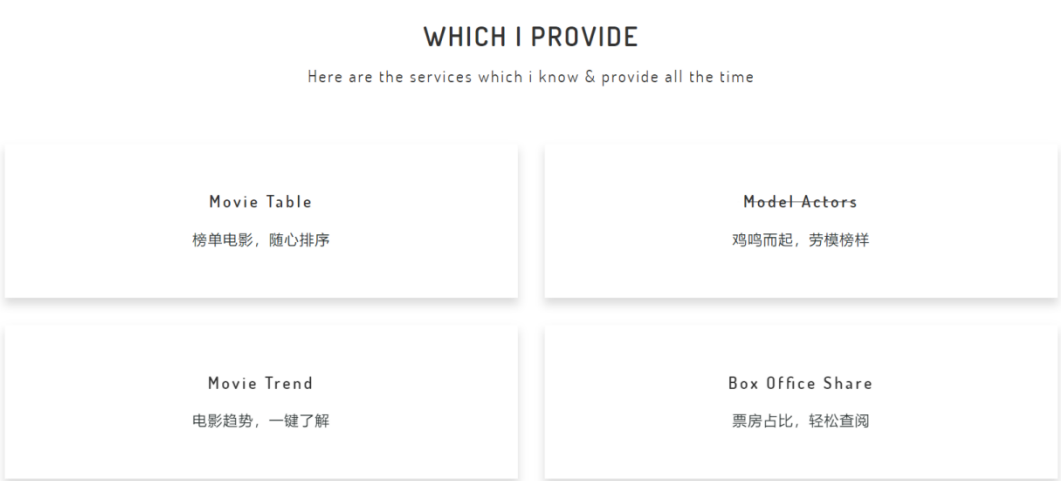 WHICH I PROVIDE
Here are the services which i know & provide all the time
Movie Table
榜单电影，随心排序
Model Actors
鸡鸣而起，劳模榜样
Movie Trend
电影趋势，一键了解
Box Office Share
票房占比，轻松查阅